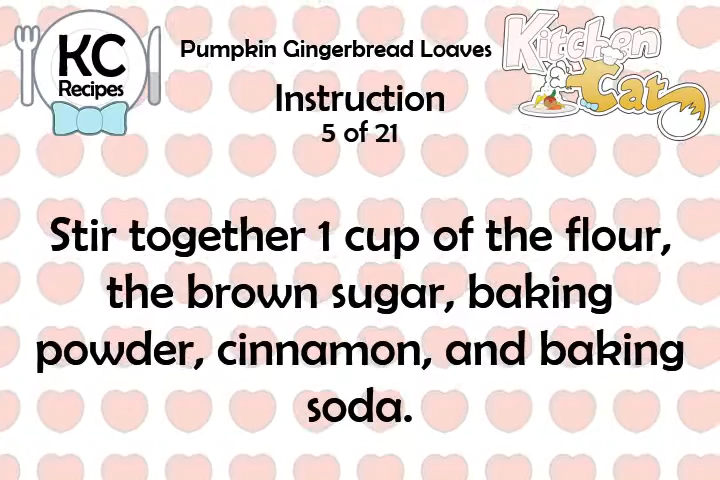 KC
Recipes
Pumpkin Gingerbread Loaves
Kitchen
Cat
Instruction
5 of 21
Stir together 1 cup of the flour,
the brown sugar, baking
powder, cinnamon, and baking
soda.